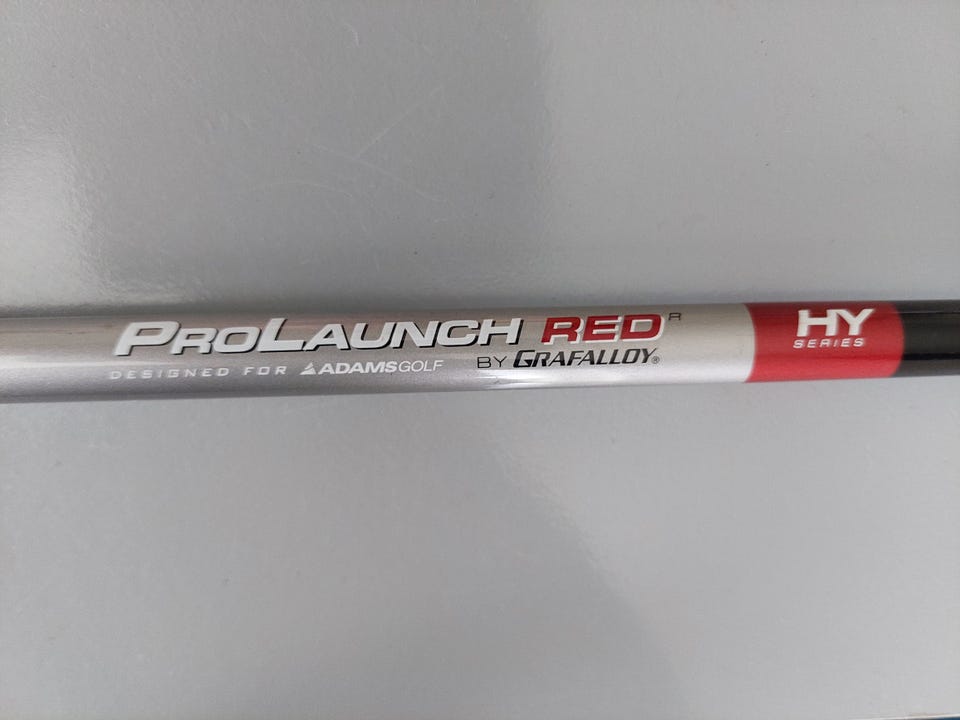 PROLAUNCH RED R
DESIGNED FOR ADAMSGOLF BY GRAFALLOY®
HY
SERIES